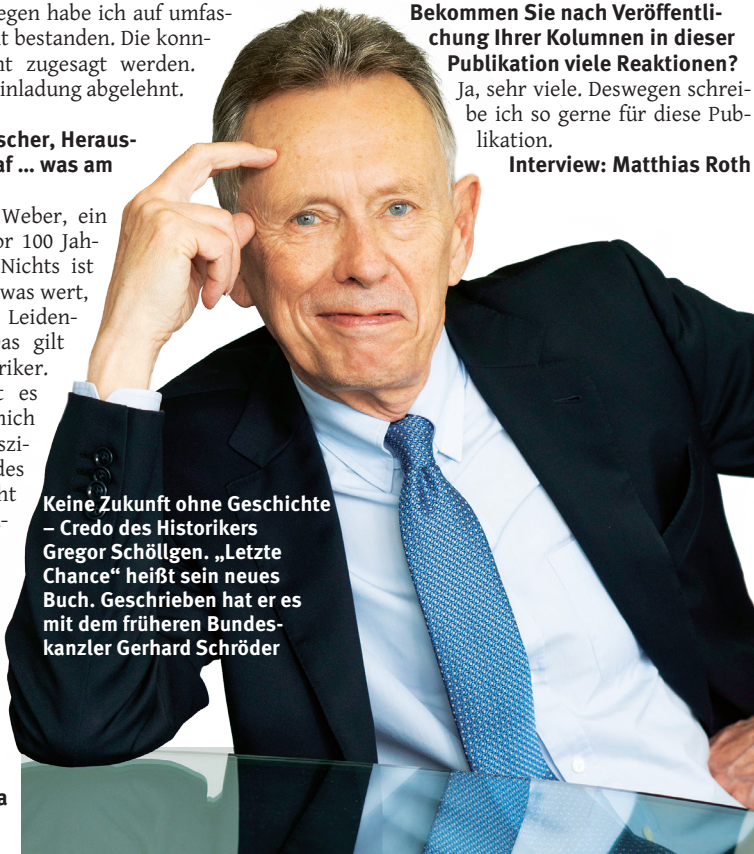 egen habe ich auf umfas-
t bestanden. Die konn-
nt zugesagt werden.
inladung abgelehnt.
scher, Heraus-
af ... was am
Weber, ein
or 100 Jah-
Nichts ist
was wert,
Leiden-
as gilt
riker.
t es
nich
szi-
des
ht
-
a
Bekommen Sie nach Veröffentli-
chung Ihrer Kolumnen in dieser
Publikation viele Reaktionen?
Ja, sehr viele. Deswegen schrei-
be ich so gerne für diese Pub-
likation.
Interview: Matthias Roth
Keine Zukunft ohne Geschichte
– Credo des Historikers
Gregor Schöllgen. „Letzte
Chance“ heißt sein neues
Buch. Geschrieben hat er es
mit dem früheren Bundes-
kanzler Gerhard Schröder